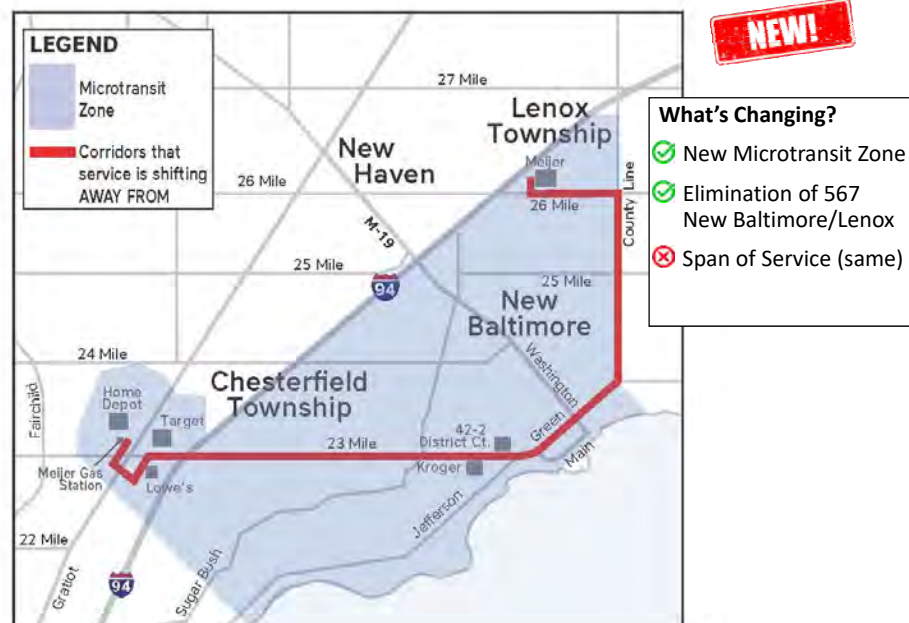 LEGEND
Microtransit
Zone
Corridors that
service is shifting
AWAY FROM
NEW!
What's Changing?
New Microtransit Zone
Elimination of 567
New Baltimore/Lenox
Span of Service (same)
27 Mile
Lenox
Township
Meijer
New
Haven
26 Mile
26 Mile
County Line
M-19
25 Mile
94
25 Mile
New
Baltimore
24 Mile
Washington
Fairchild
Home
Depot
Chesterfield
Township
Target
42-2
District Ct.
Green
23 Mile
Main
Meijer Gas
Station
Lowe's
Kroger
Jefferson
22 Mile
94
Gratiot
Sugar Bush